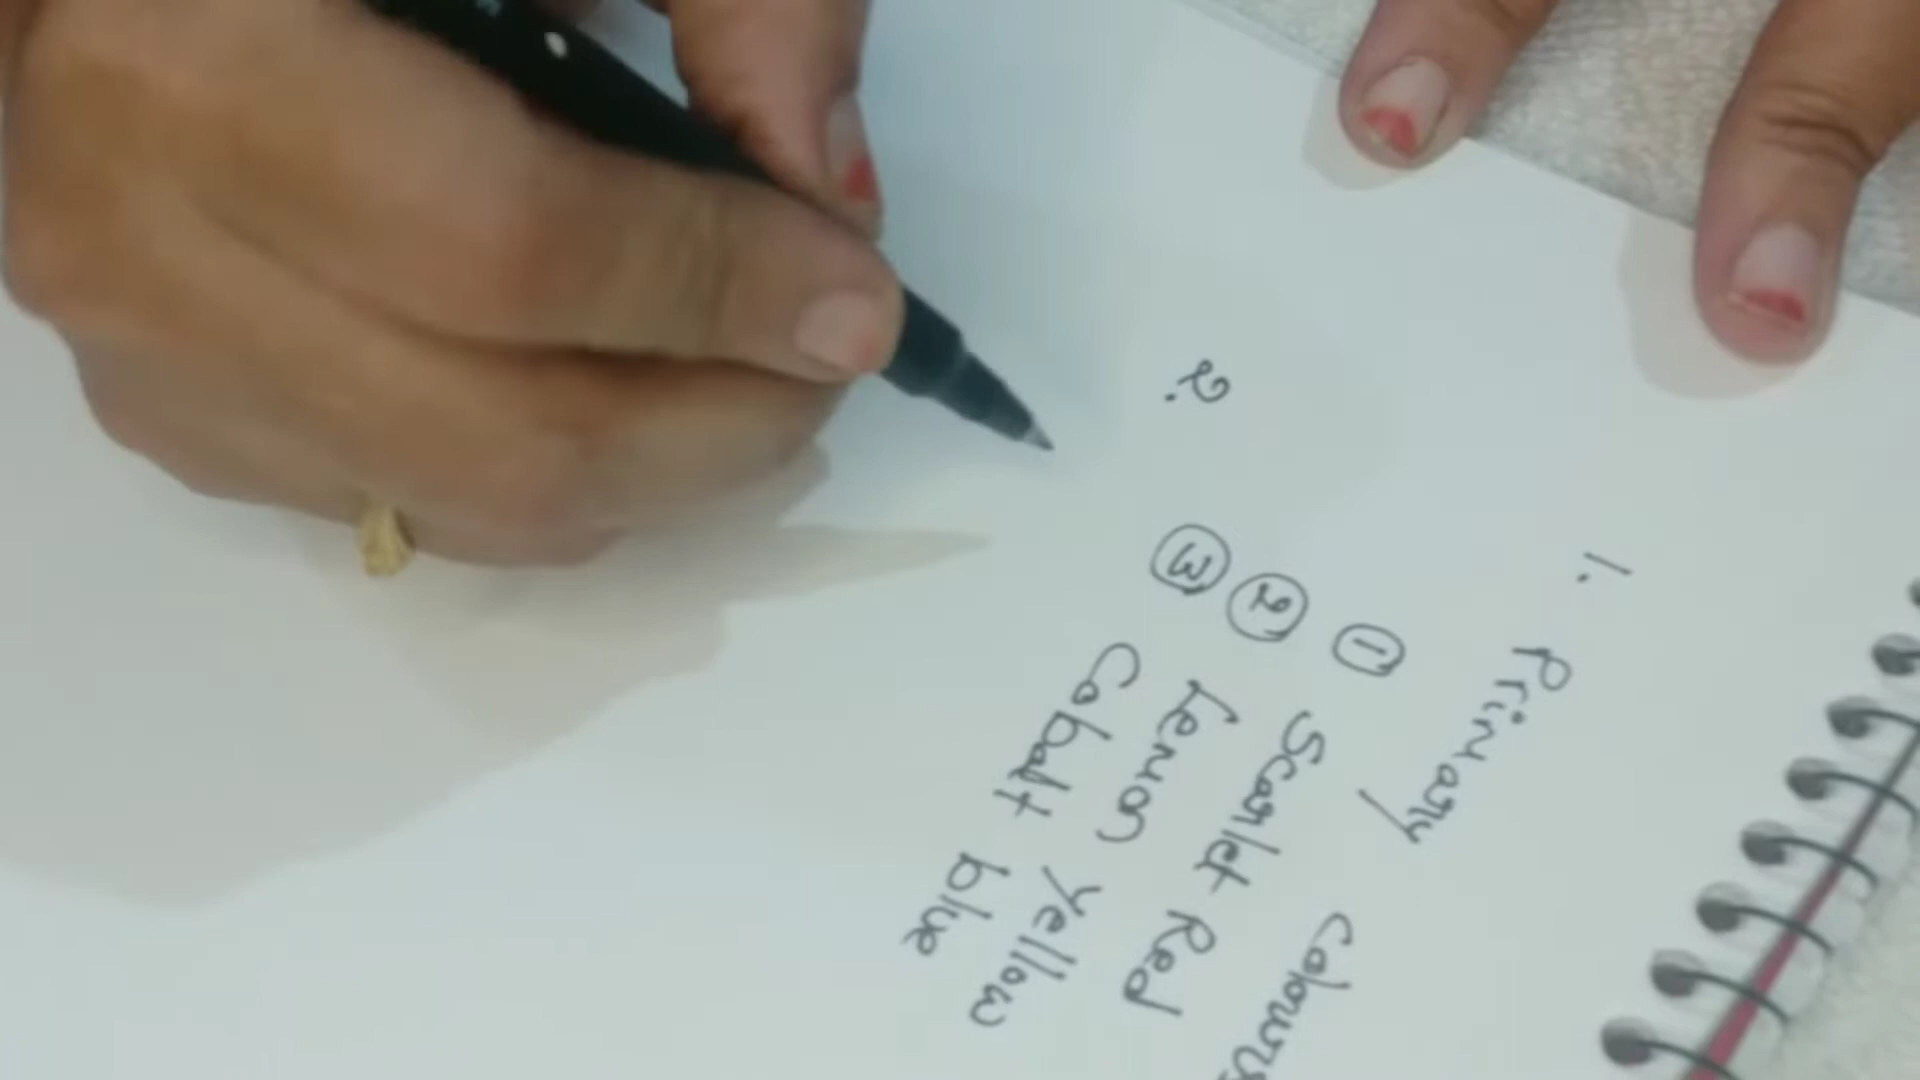 1. Primary colours
① Scarlet Red
② Lemon yellow
③ Cobalt blue
2.